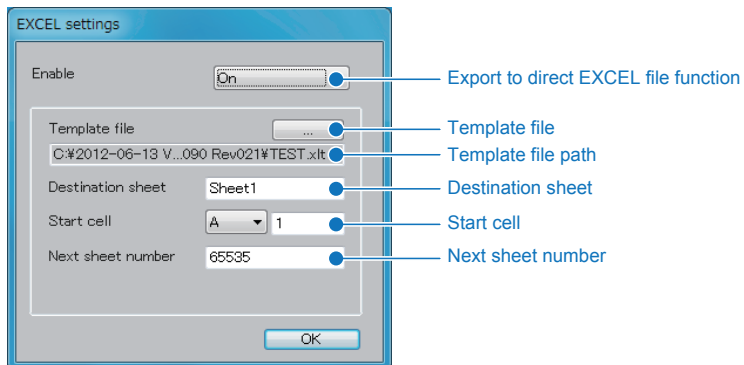 EXCEL settings
Enable
On
Export to direct EXCEL file function
Template file
...
Template file
C:¥2012-06-13 V...090 Rev021¥TEST.xlt
Template file path
Destination sheet
Sheet1
Destination sheet
Start cell
A
1
Start cell
Next sheet number
65535
Next sheet number
OK